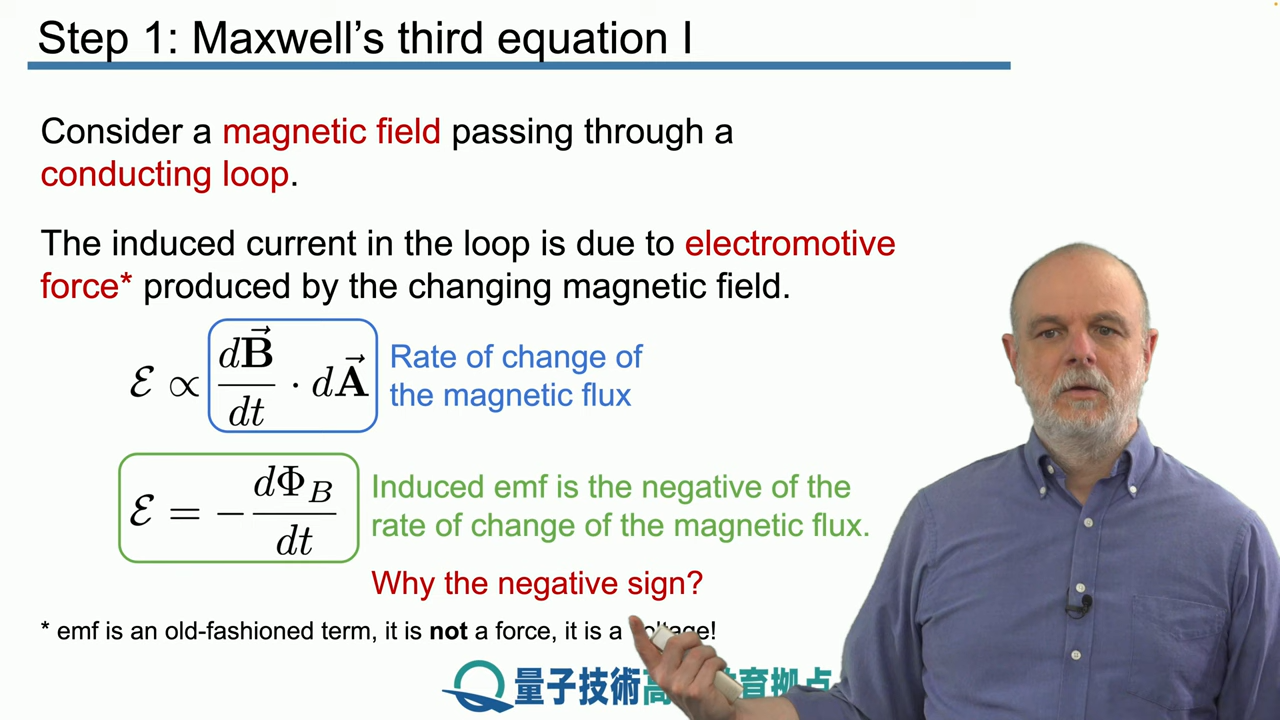 Step 1: Maxwell's third equation I
Consider a magnetic field passing through a
conducting loop.
The induced current in the loop is due to electromotive
force* produced by the changing magnetic field.
ℰ ∝ dB⃗/dt · dA⃗
Rate of change of
the magnetic flux
ℰ = − dΦ_B/dt
Induced emf is the negative of the
rate of change of the magnetic flux.
Why the negative sign?
* emf is an old-fashioned term, it is not a force, it is a voltage!
量子技術高 育拠点